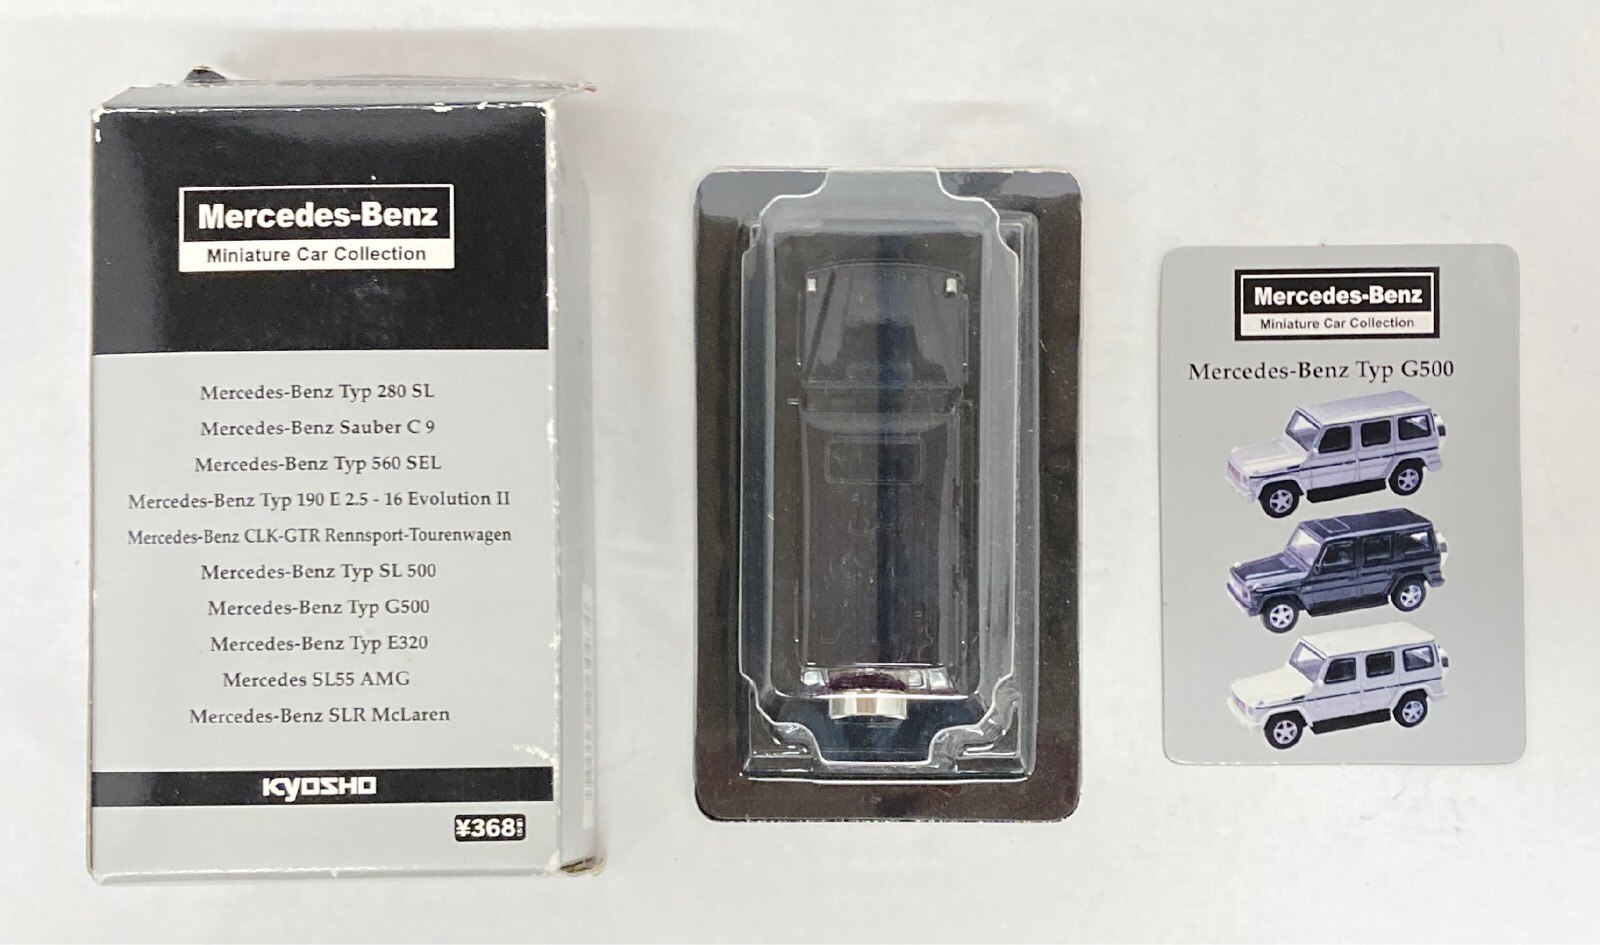 Mercedes-Benz
Miniature Car Collection
Mercedes-Benz Typ 280 SL
Mercedes-Benz Sauber C 9
Mercedes-Benz Typ 560 SEL
Mercedes-Benz Typ 190 E 2.5 - 16 Evolution II
Mercedes-Benz CLK-GTR Rennsport-Tourenwagen
Mercedes-Benz Typ SL 500
Mercedes-Benz Typ G500
Mercedes-Benz Typ E320
Mercedes SL55 AMG
Mercedes-Benz SLR McLaren
KYOSHO
¥368
Mercedes-Benz
Miniature Car Collection
Mercedes-Benz Typ G500